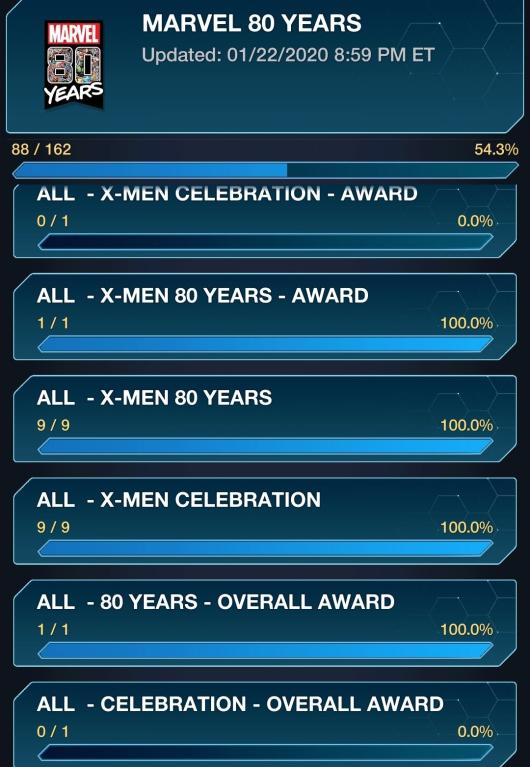 MARVEL
80
YEARS
MARVEL 80 YEARS
Updated: 01/22/2020 8:59 PM ET
88 / 162 54.3%
ALL - X-MEN CELEBRATION - AWARD
0 / 1 0.0%
ALL - X-MEN 80 YEARS - AWARD
1 / 1 100.0%
ALL - X-MEN 80 YEARS
9 / 9 100.0%
ALL - X-MEN CELEBRATION
9 / 9 100.0%
ALL - 80 YEARS - OVERALL AWARD
1 / 1 100.0%
ALL - CELEBRATION - OVERALL AWARD
0 / 1 0.0%